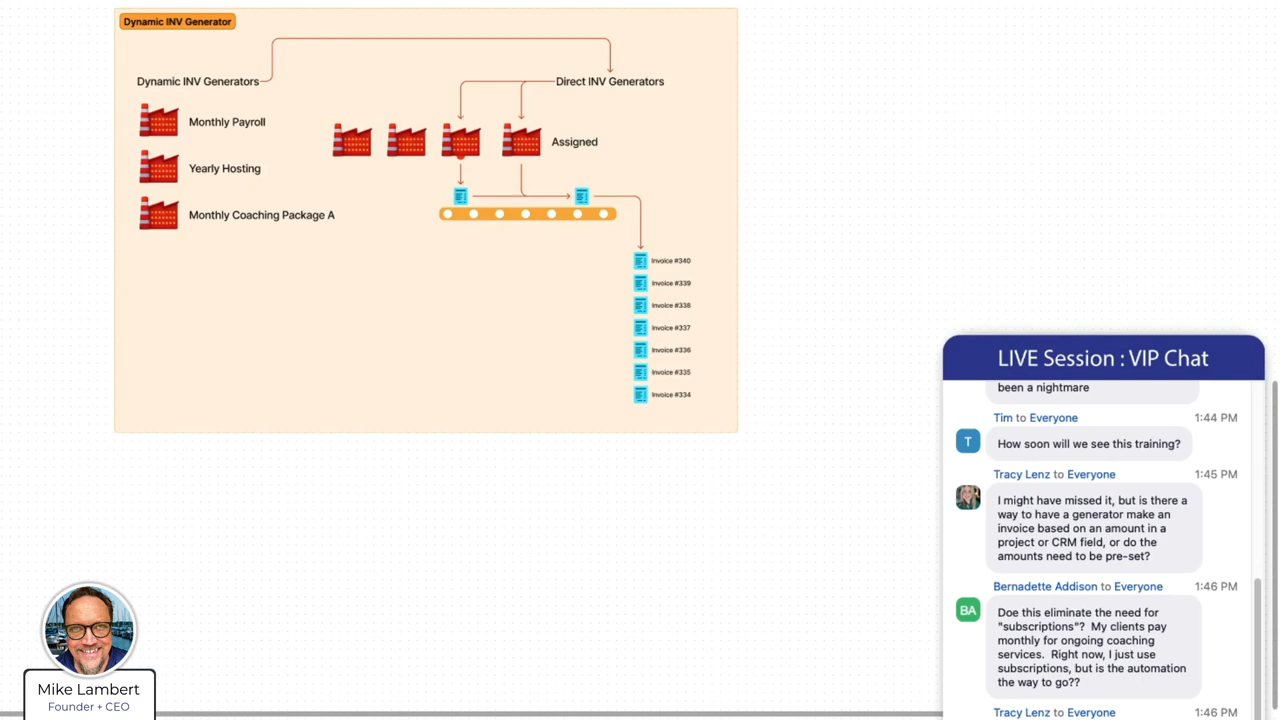 Dynamic INV Generator
Dynamic INV Generators
Direct INV Generators
Monthly Payroll
Assigned
Yearly Hosting
Monthly Coaching Package A
Invoice #340
Invoice #339
Invoice #338
Invoice #337
Invoice #336
Invoice #335
Invoice #334
LIVE Session : VIP Chat
been a nightmare
Tim to Everyone 1:44 PM
T
How soon will we see this training?
Tracy Lenz to Everyone 1:45 PM
I might have missed it, but is there a
way to have a generator make an
invoice based on an amount in a
project or CRM field, or do the
amounts need to be pre-set?
Bernadette Addison to Everyone 1:46 PM
BA
Doe this eliminate the need for
"subscriptions"? My clients pay
monthly for ongoing coaching
services. Right now, I just use
subscriptions, but is the automation
the way to go??
Tracy Lenz to Everyone 1:46 PM
Mike Lambert
Founder + CEO